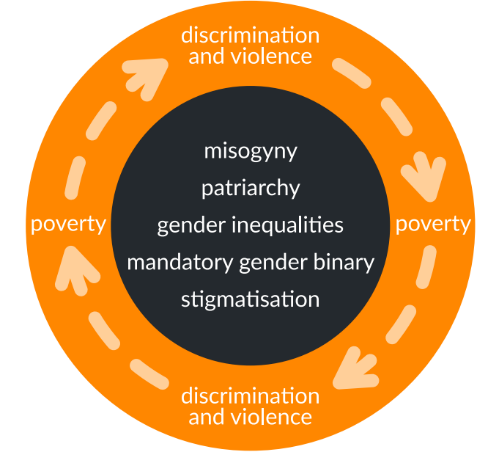 discrimination
and violence
misogyny
patriarchy
gender inequalities
mandatory gender binary
stigmatisation
poverty
poverty
discrimination
and violence